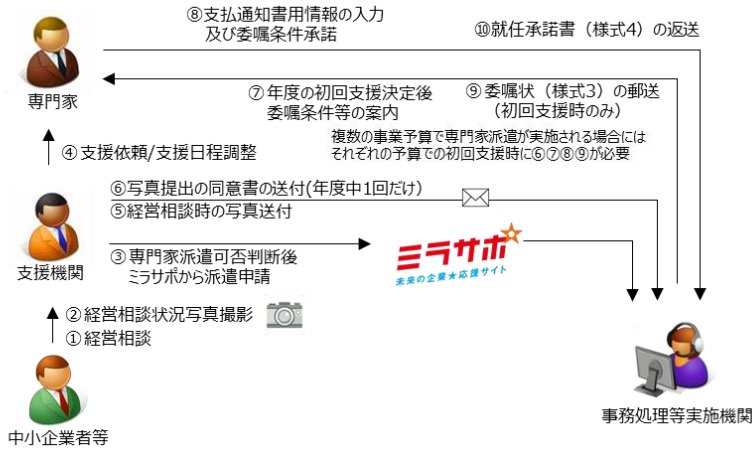 ⑧支払通知書用情報の入力
及び委嘱条件承諾
⑩就任承諾書（様式4）の返送
専門家
⑦年度の初回支援決定後
委嘱条件等の案内
⑨委嘱状（様式3）の郵送
（初回支援時のみ）
④支援依頼/支援日程調整
複数の事業予算で専門家派遣が実施される場合には
それぞれの予算での初回支援時に⑥⑦⑧⑨が必要
⑥写真提出の同意書の送付(年度中1回だけ)
⑤経営相談時の写真送付
支援機関
③専門家派遣可否判断後
ミラサポから派遣申請
ミラサポ
未来の企業★応援サイト
②経営相談状況写真撮影
①経営相談
中小企業者等
事務処理等実施機関